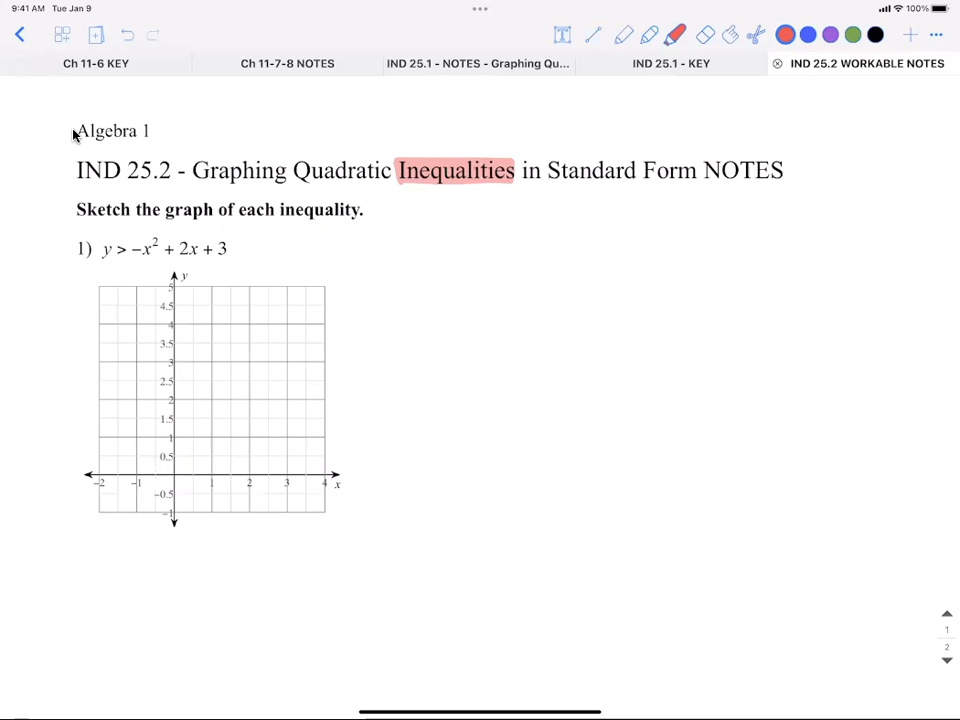 9:41 AM Tue Jan 9
100%
Ch 11-6 KEY
Ch 11-7-8 NOTES
IND 25.1 - NOTES - Graphing Qu...
IND 25.1 - KEY
IND 25.2 WORKABLE NOTES
Algebra 1
IND 25.2 - Graphing Quadratic Inequalities in Standard Form NOTES
Sketch the graph of each inequality.
1) y > −x² + 2x + 3
y
5
4.5
4
3.5
3
2.5
2
1.5
1
0.5
−2 −1 1 2 3 4 x
−0.5
−1
1
2